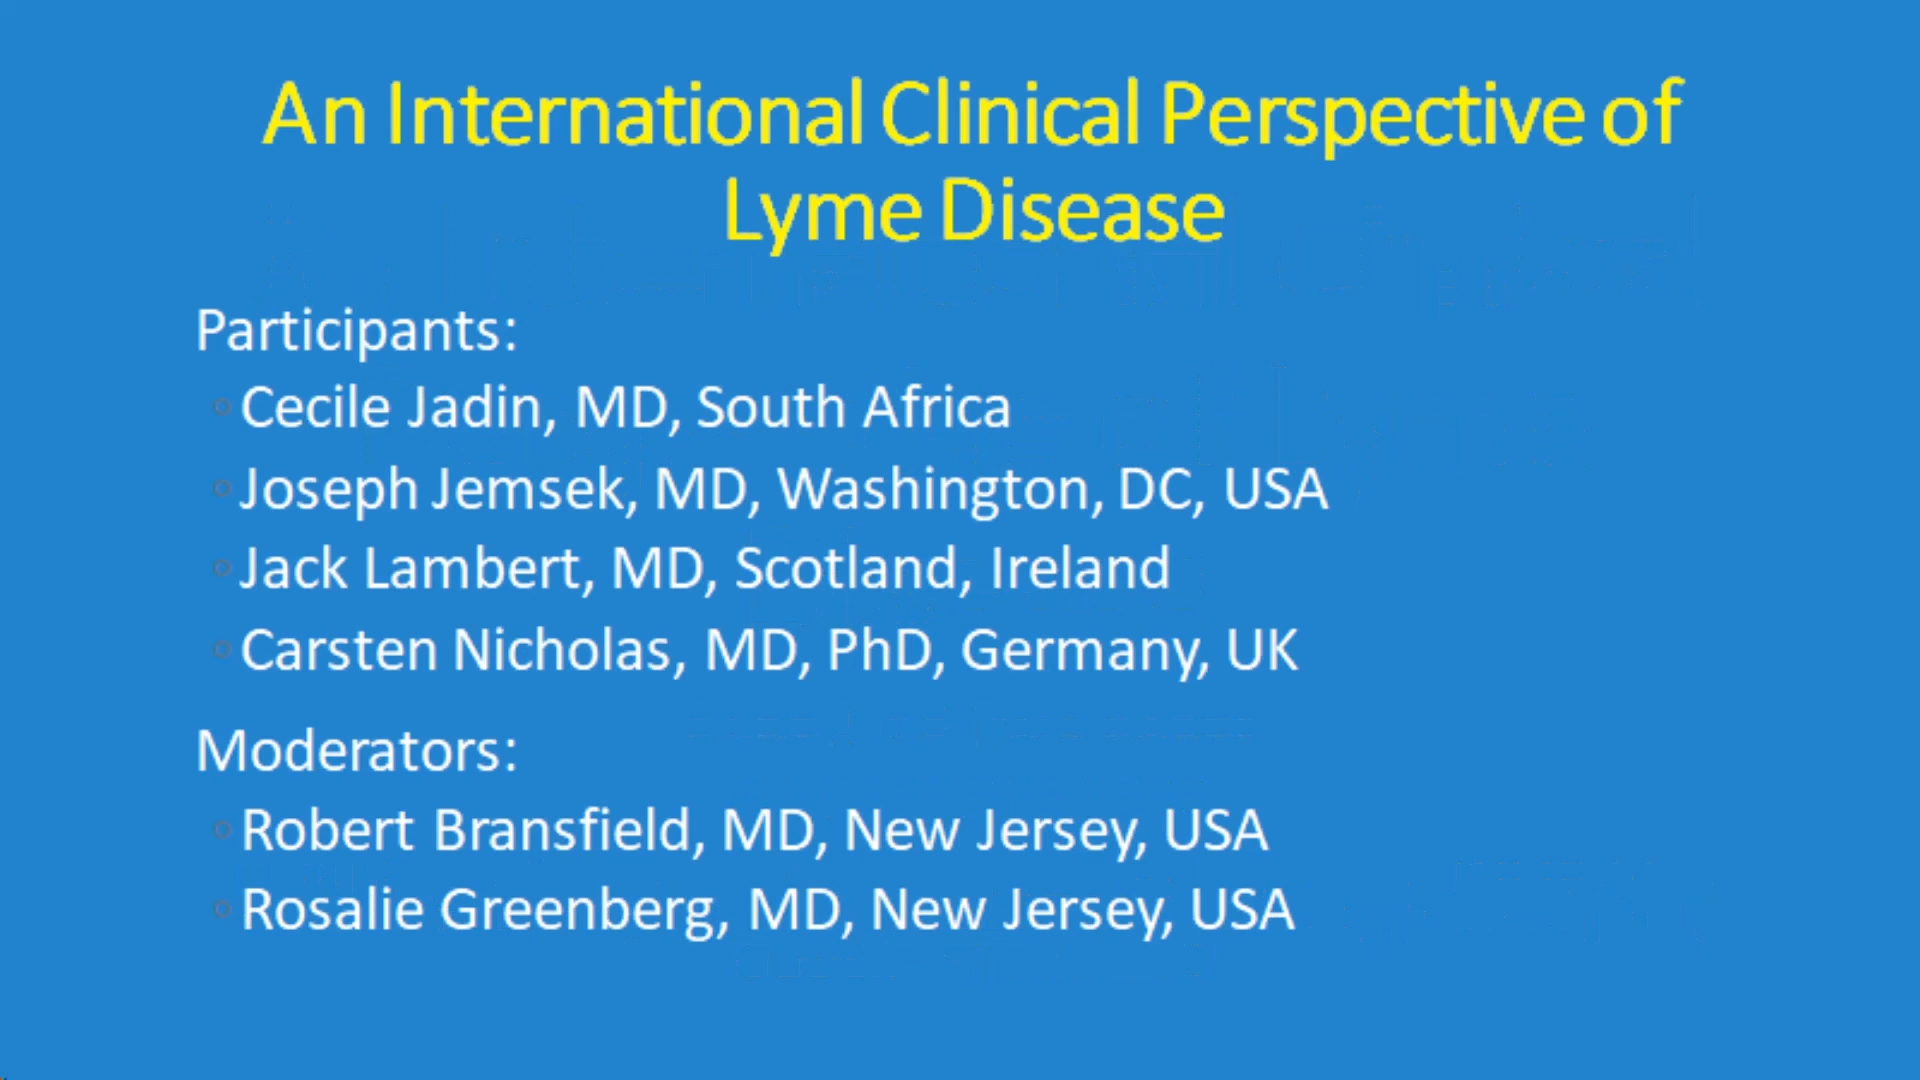 An International Clinical Perspective of
Lyme Disease
Participants:
◦Cecile Jadin, MD, South Africa
◦Joseph Jemsek, MD, Washington, DC, USA
◦Jack Lambert, MD, Scotland, Ireland
◦Carsten Nicholas, MD, PhD, Germany, UK
Moderators:
◦Robert Bransfield, MD, New Jersey, USA
◦Rosalie Greenberg, MD, New Jersey, USA